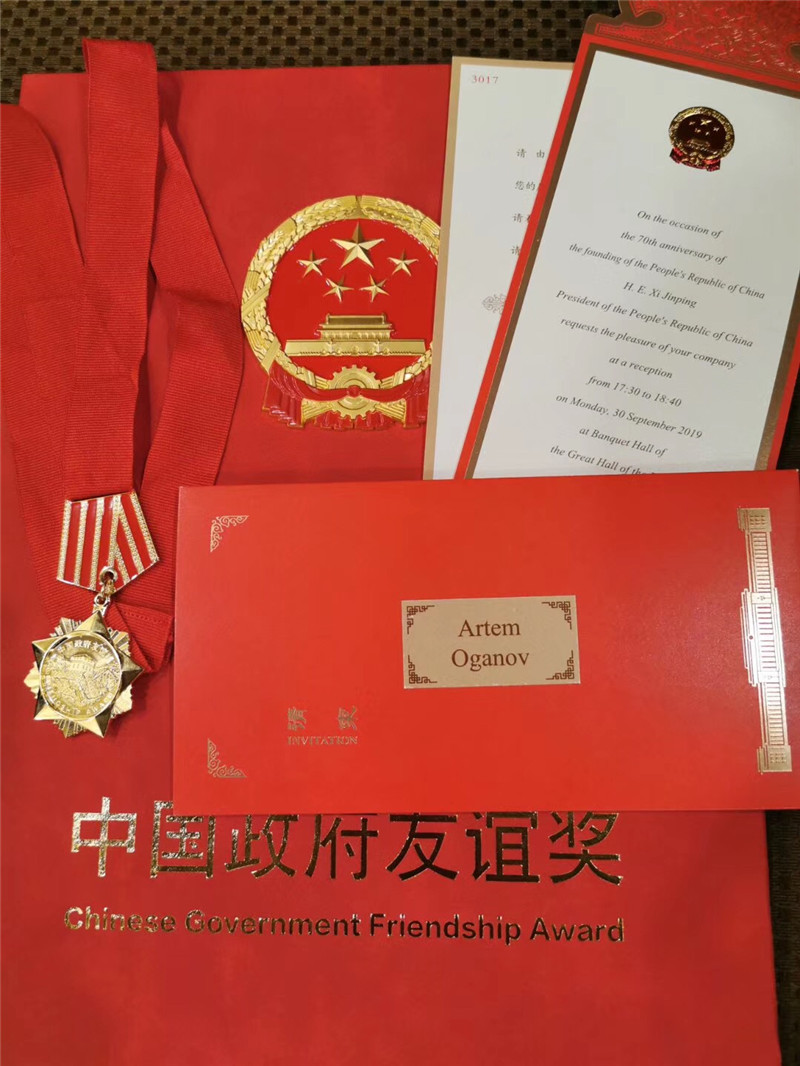 3017
请 由
您的
请
请
On the occasion of
the 70th anniversary of
the founding of the People's Republic of China
H. E. Xi Jinping
President of the People's Republic of China
requests the pleasure of your company
at a reception
from 17:30 to 18:40
on Monday, 30 September 2019
at Banquet Hall of
the Great Hall of the
Artem
Oganov
INVITATION
中国政府友谊奖
Chinese Government Friendship Award